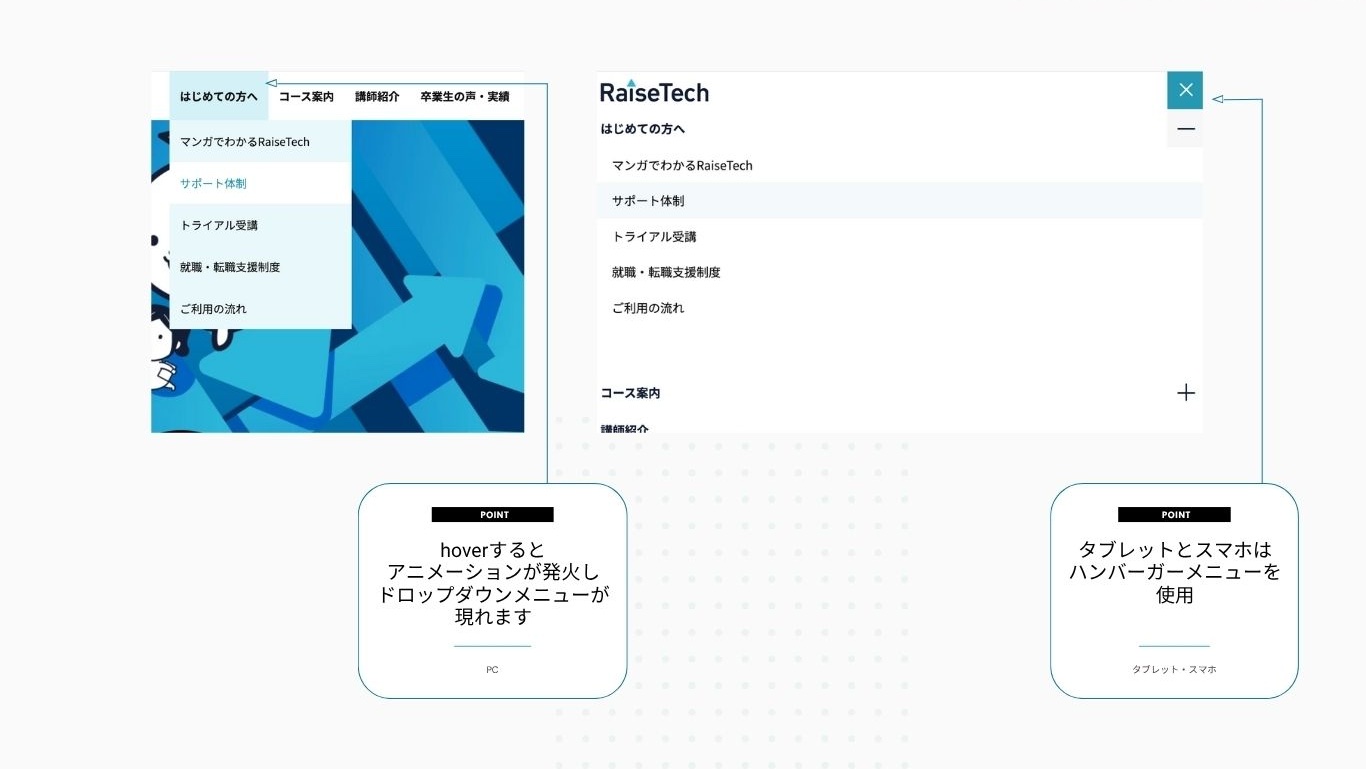 はじめての方へ コース案内 講師紹介 卒業生の声・実績
マンガでわかるRaiseTech
サポート体制
トライアル受講
就職・転職支援制度
ご利用の流れ
RaiseTech
はじめての方へ
マンガでわかるRaiseTech
サポート体制
トライアル受講
就職・転職支援制度
ご利用の流れ
コース案内
講師紹介
POINT
hoverすると
アニメーションが発火し
ドロップダウンメニューが
現れます
PC
POINT
タブレットとスマホは
ハンバーガーメニューを
使用
タブレット・スマホ